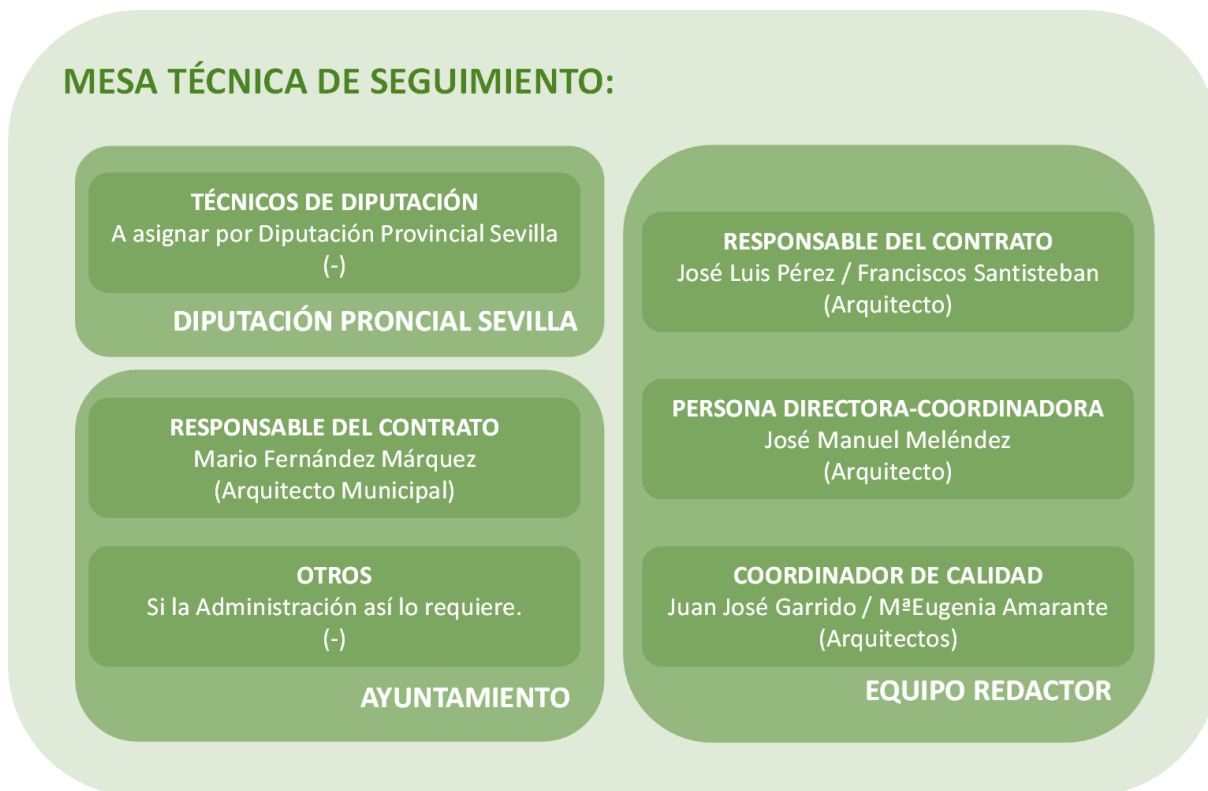 MESA TÉCNICA DE SEGUIMIENTO:
TÉCNICOS DE DIPUTACIÓN
A asignar por Diputación Provincial Sevilla
(-)
DIPUTACIÓN PRONCIAL SEVILLA
RESPONSABLE DEL CONTRATO
Mario Fernández Márquez
(Arquitecto Municipal)
OTROS
Si la Administración así lo requiere.
(-)
AYUNTAMIENTO
RESPONSABLE DEL CONTRATO
José Luis Pérez / Franciscos Santisteban
(Arquitecto)
PERSONA DIRECTORA-COORDINADORA
José Manuel Meléndez
(Arquitecto)
COORDINADOR DE CALIDAD
Juan José Garrido / MªEugenia Amarante
(Arquitectos)
EQUIPO REDACTOR